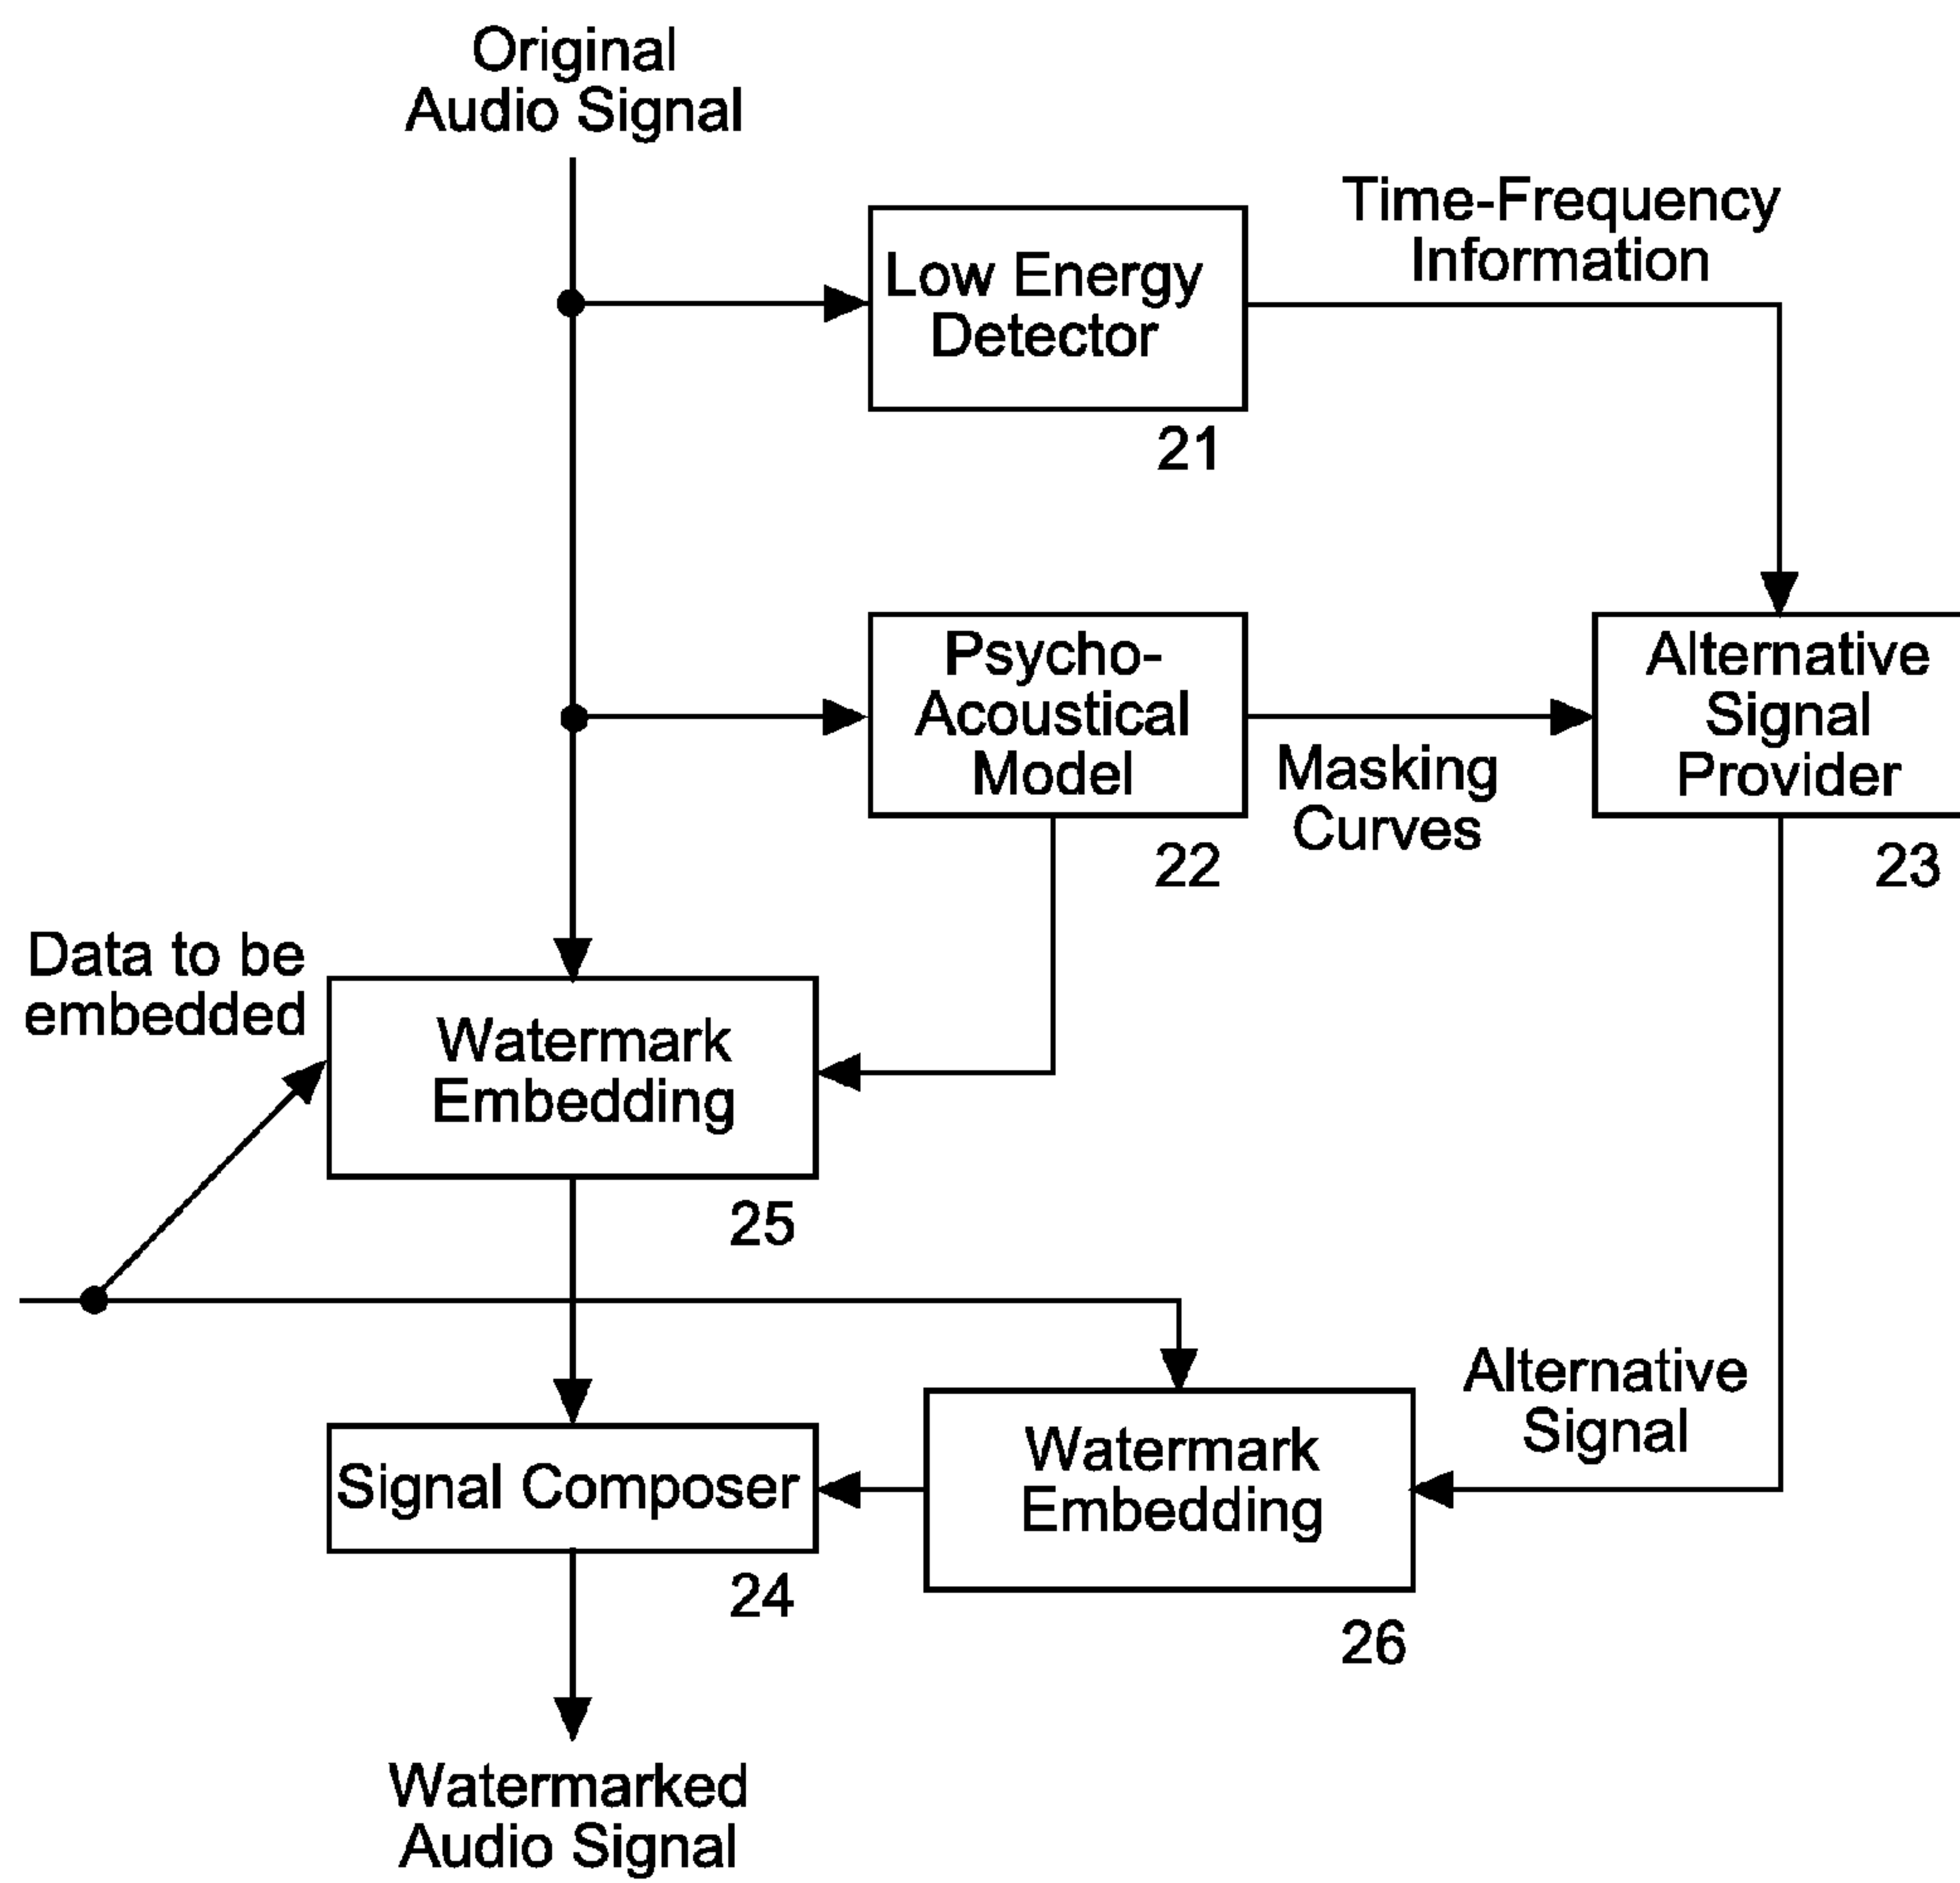 Original
Audio Signal
Time-Frequency
Information
Low Energy
Detector
21
Psycho-
Acoustical
Model
22
Masking
Curves
Alternative
Signal
Provider
23
Data to be
embedded
Watermark
Embedding
25
Alternative
Signal
Watermark
Embedding
26
Signal Composer
24
Watermarked
Audio Signal